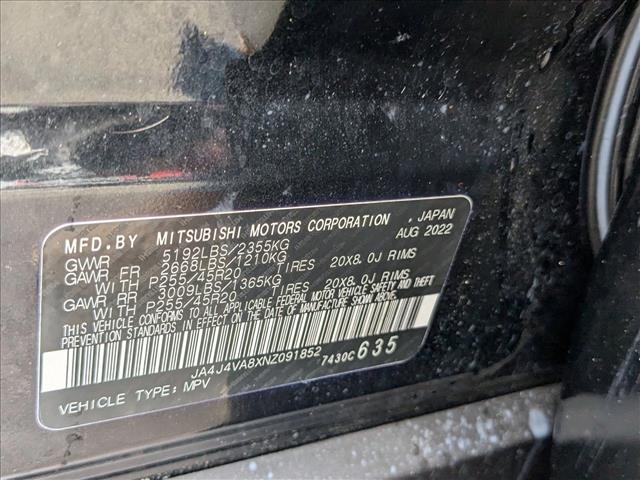 MFD.BY MITSUBISHI MOTORS CORPORATION , JAPAN
GVWR 5192LBS/2355KG AUG 2022
GAWR FR 2668LBS/1210KG
WITH P255/45R20 TIRES 20X8.0J RIMS
GAWR RR 3009LBS/1365KG
WITH P255/45R20 TIRES 20X8.0J RIMS
THIS VEHICLE CONFORMS TO ALL APPLICABLE FEDERAL MOTOR VEHICLE SAFETY AND THEFT
PREVENTION STANDARDS IN EFFECT ON THE DATE OF MANUFACTURE SHOWN ABOVE.
JA4J4VA8XNZ091852 7430C635
VEHICLE TYPE: MPV